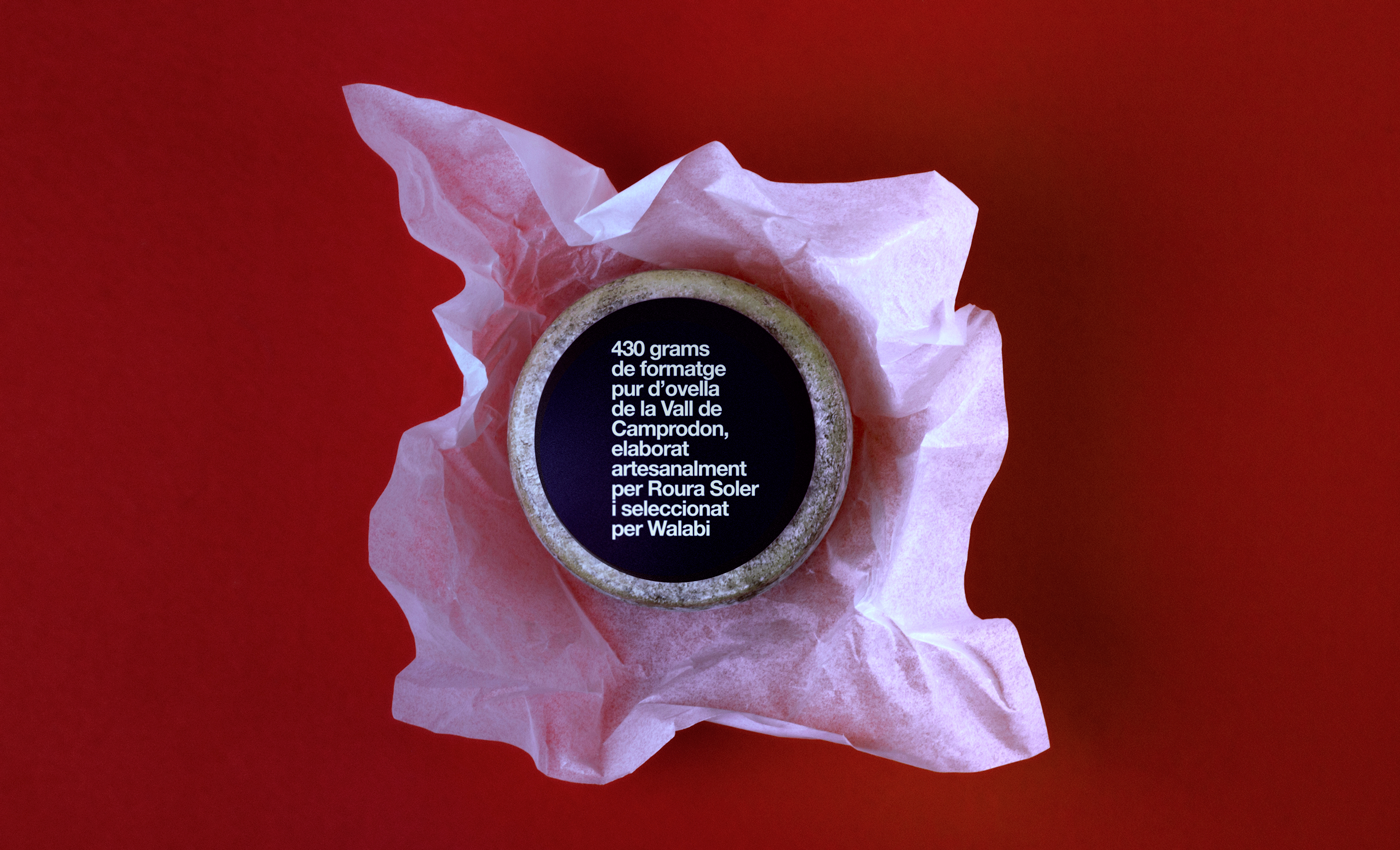 430 grams
de formatge
pur d’ovella
de la Vall de
Camprodon,
elaborat
artesanalment
per Roura Soler
i seleccionat
per Walabi